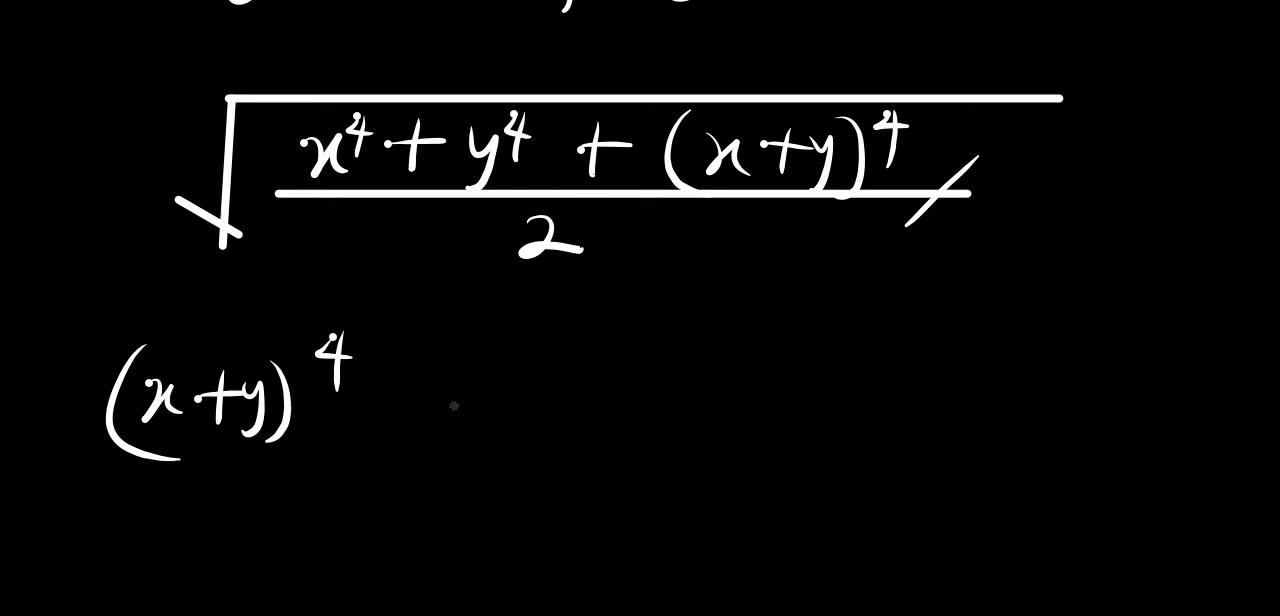 √((x⁴ + y⁴ + (x+y)⁴)/2)
(x+y)⁴